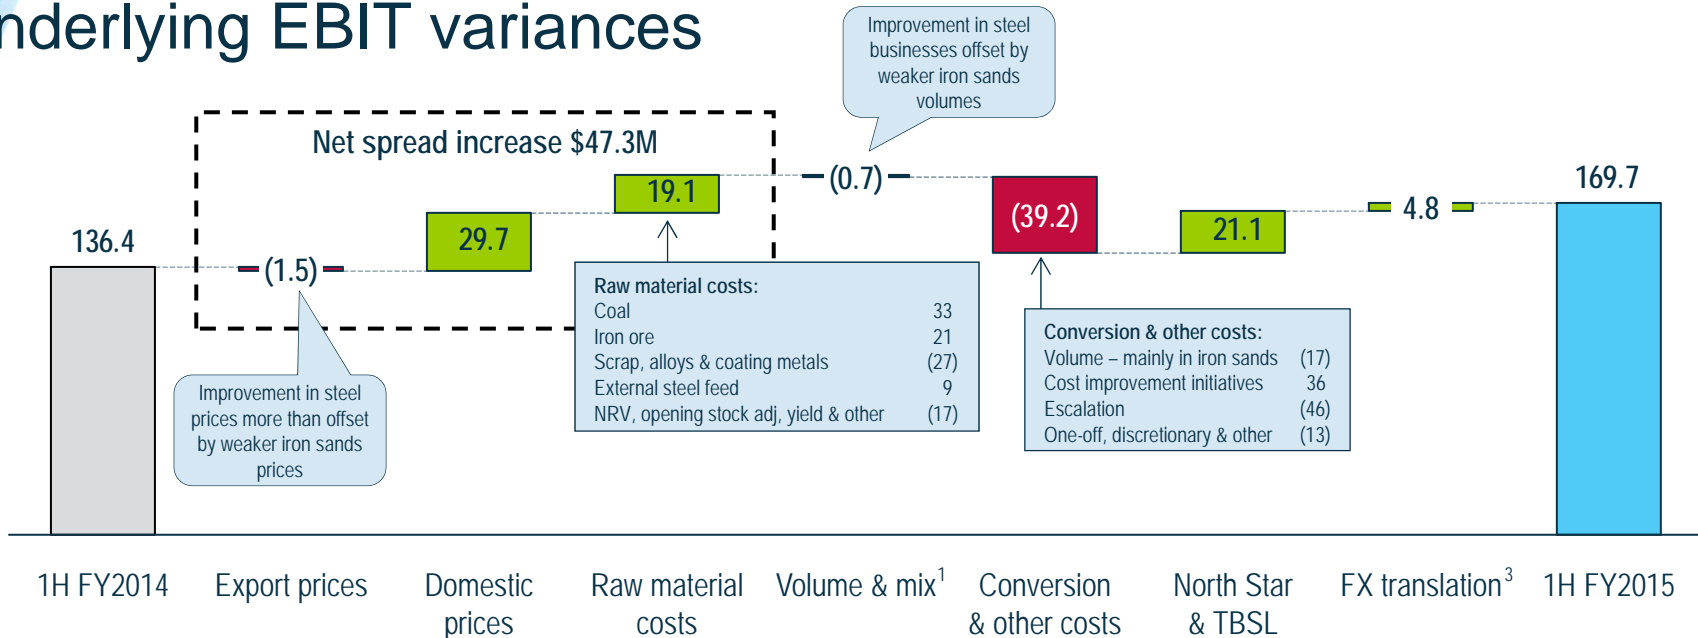 nderlying EBIT variances
Improvement in steel
businesses offset by
weaker iron sands
volumes
Net spread increase $47.3M
136.4
(1.5)
29.7
19.1
(0.7)
(39.2)
21.1
4.8
169.7
Improvement in steel
prices more than offset
by weaker iron sands
prices
Raw material costs:
Coal 33
Iron ore 21
Scrap, alloys & coating metals (27)
External steel feed 9
NRV, opening stock adj, yield & other (17)
Conversion & other costs:
Volume – mainly in iron sands (17)
Cost improvement initiatives 36
Escalation (46)
One-off, discretionary & other (13)
1H FY2014
Export prices
Domestic
prices
Raw material
costs
Volume & mix1
Conversion
& other costs
North Star
& TBSL
FX translation3
1H FY2015